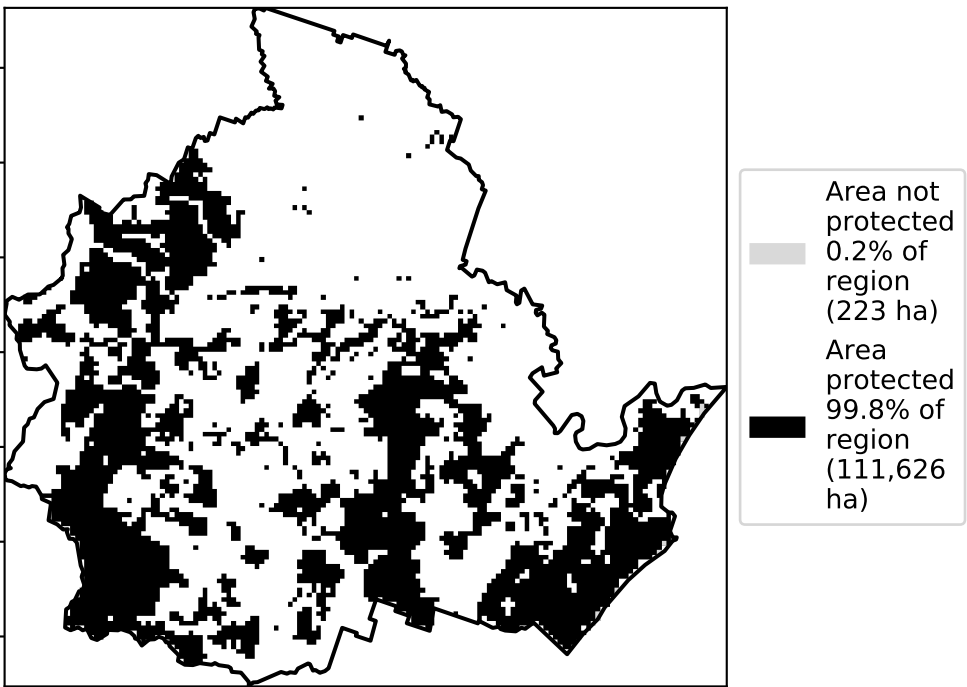 Area not
protected
0.2% of
region
(223 ha)
Area
protected
99.8% of
region
(111,626
ha)